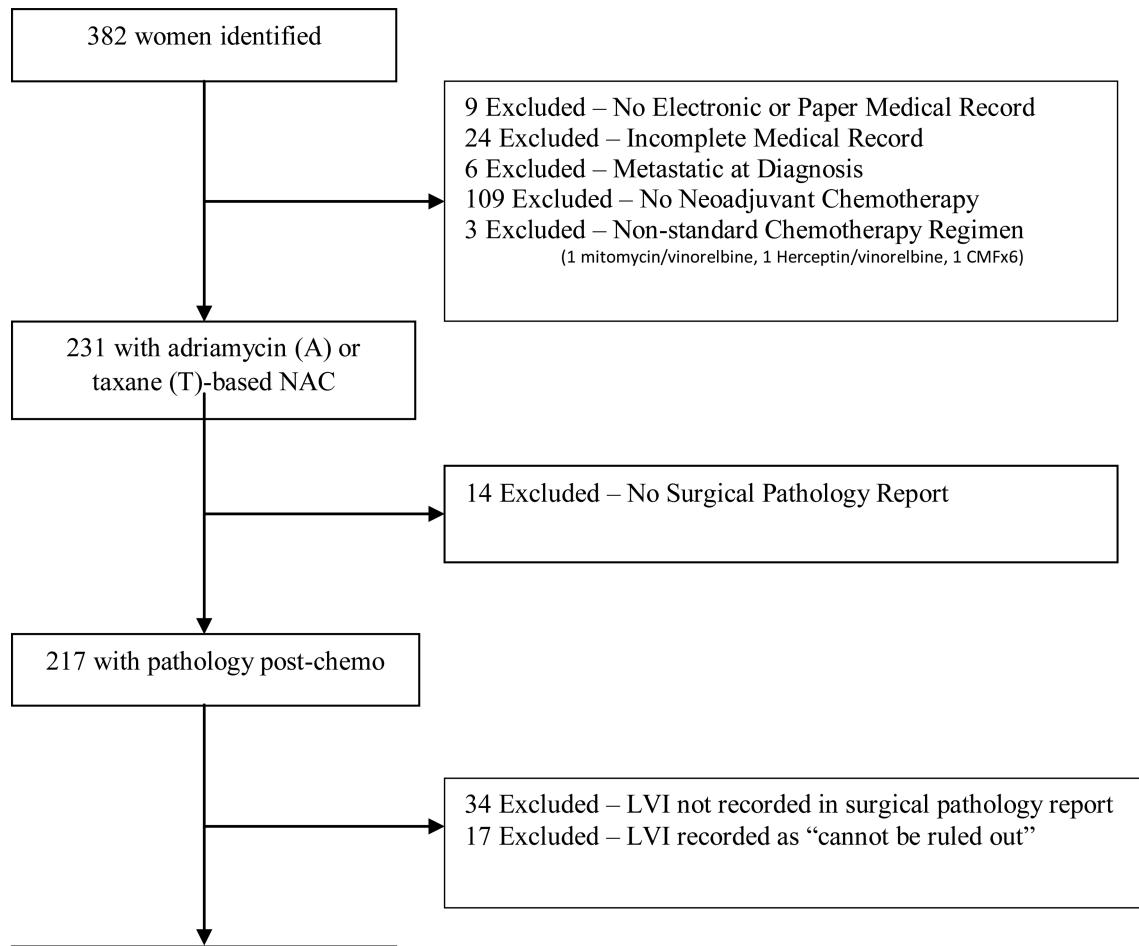 382 women identified
9 Excluded – No Electronic or Paper Medical Record
24 Excluded – Incomplete Medical Record
6 Excluded – Metastatic at Diagnosis
109 Excluded – No Neoadjuvant Chemotherapy
3 Excluded – Non-standard Chemotherapy Regimen
(1 mitomycin/vinorelbine, 1 Herceptin/vinorelbine, 1 CMFx6)
231 with adriamycin (A) or
taxane (T)-based NAC
14 Excluded – No Surgical Pathology Report
217 with pathology post-chemo
34 Excluded – LVI not recorded in surgical pathology report
17 Excluded – LVI recorded as “cannot be ruled out”